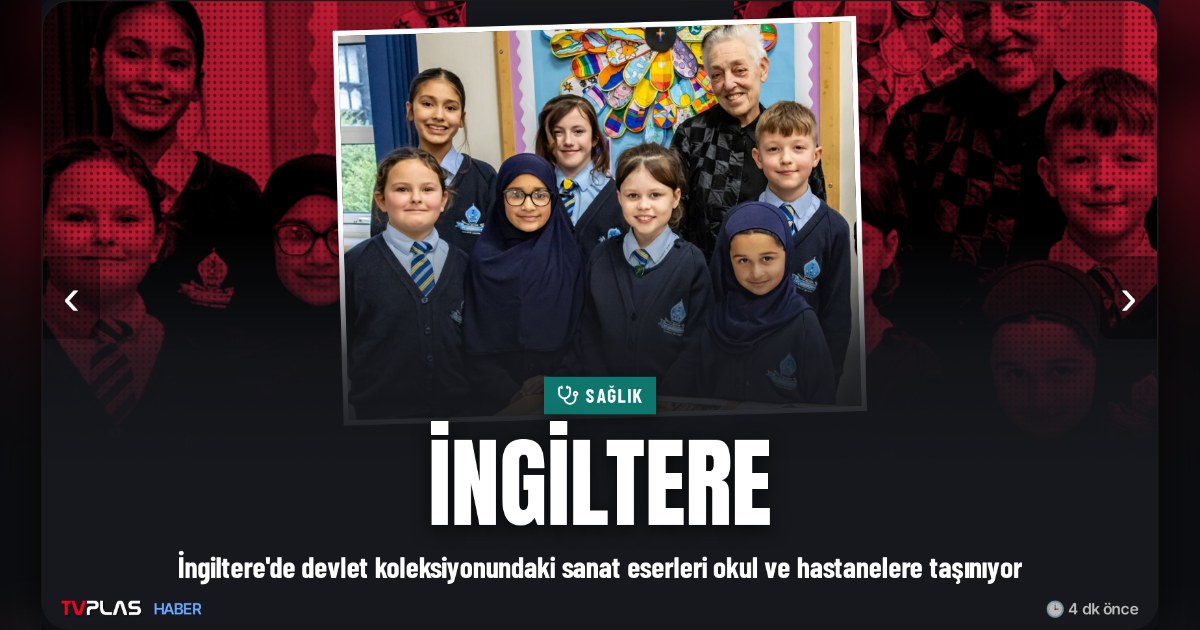 SAĞLIK
İNGİLTERE
İngiltere'de devlet koleksiyonundaki sanat eserleri okul ve hastanelere taşınıyor
TVPLAS HABER
4 dk önce